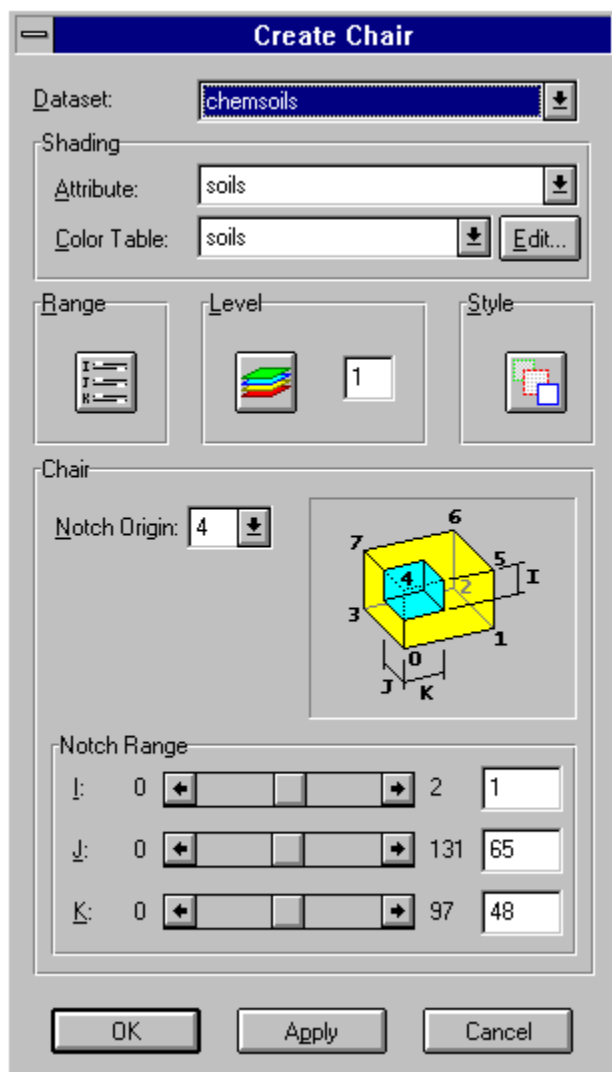 Create Chair
Dataset: chemsoils
Shading
Attribute: soils
Color Table: soils Edit...
Range Level Style
I
J
K
1
Chair
Notch Origin: 4
6
7
5
4
2
I
3
1
0
J
K
Notch Range
I: 0 2 1
J: 0 131 65
K: 0 97 48
OK Apply Cancel